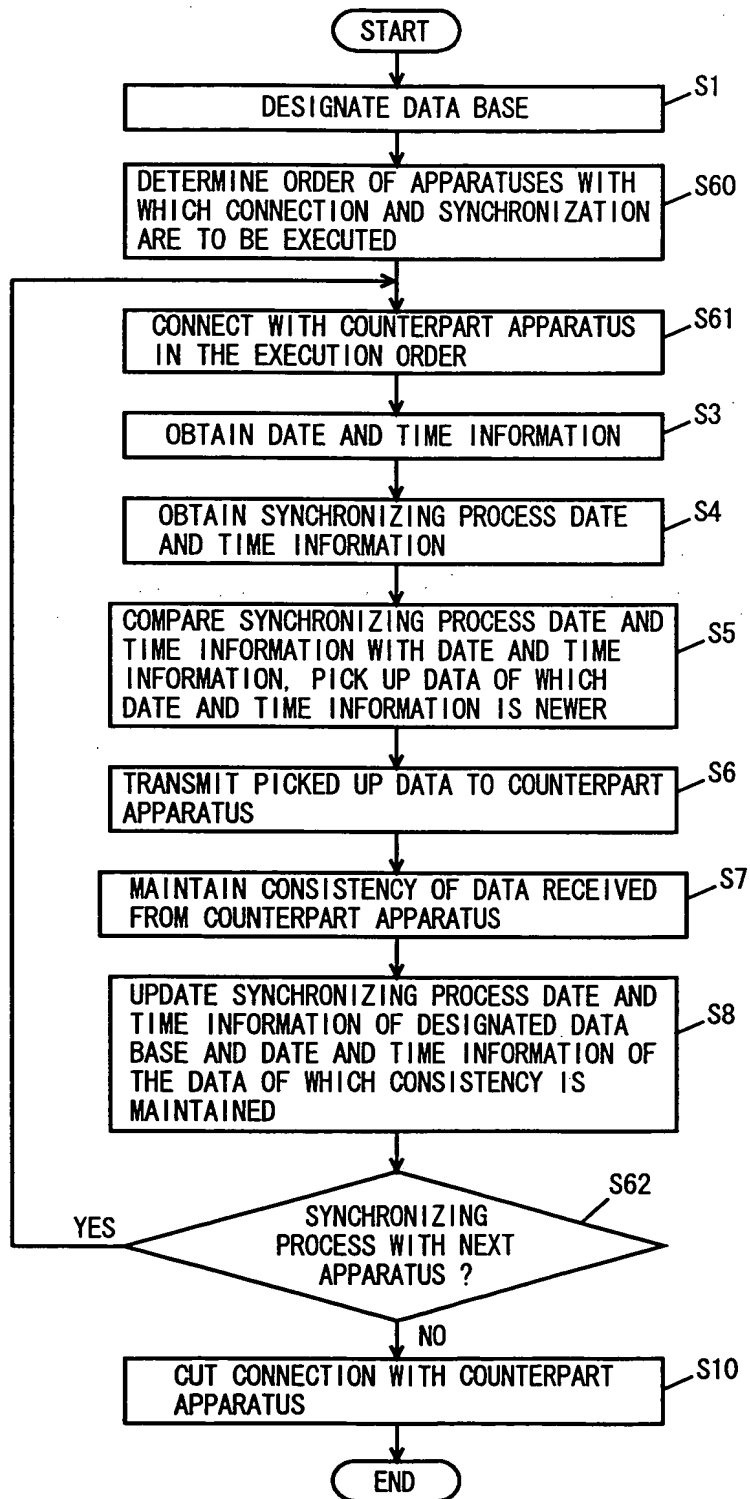 START
S1
DESIGNATE DATA BASE
S60
DETERMINE ORDER OF APPARATUSES WITH
WHICH CONNECTION AND SYNCHRONIZATION
ARE TO BE EXECUTED
S61
CONNECT WITH COUNTERPART APPARATUS
IN THE EXECUTION ORDER
S3
OBTAIN DATE AND TIME INFORMATION
S4
OBTAIN SYNCHRONIZING PROCESS DATE
AND TIME INFORMATION
S5
COMPARE SYNCHRONIZING PROCESS DATE AND
TIME INFORMATION WITH DATE AND TIME
INFORMATION, PICK UP DATA OF WHICH
DATE AND TIME INFORMATION IS NEWER
S6
TRANSMIT PICKED UP DATA TO COUNTERPART
APPARATUS
S7
MAINTAIN CONSISTENCY OF DATA RECEIVED
FROM COUNTERPART APPARATUS
S8
UPDATE SYNCHRONIZING PROCESS DATE AND
TIME INFORMATION OF DESIGNATED DATA
BASE AND DATE AND TIME INFORMATION OF
THE DATA OF WHICH CONSISTENCY IS
MAINTAINED
S62
YES
SYNCHRONIZING
PROCESS WITH NEXT
APPARATUS ?
NO
S10
CUT CONNECTION WITH COUNTERPART
APPARATUS
END